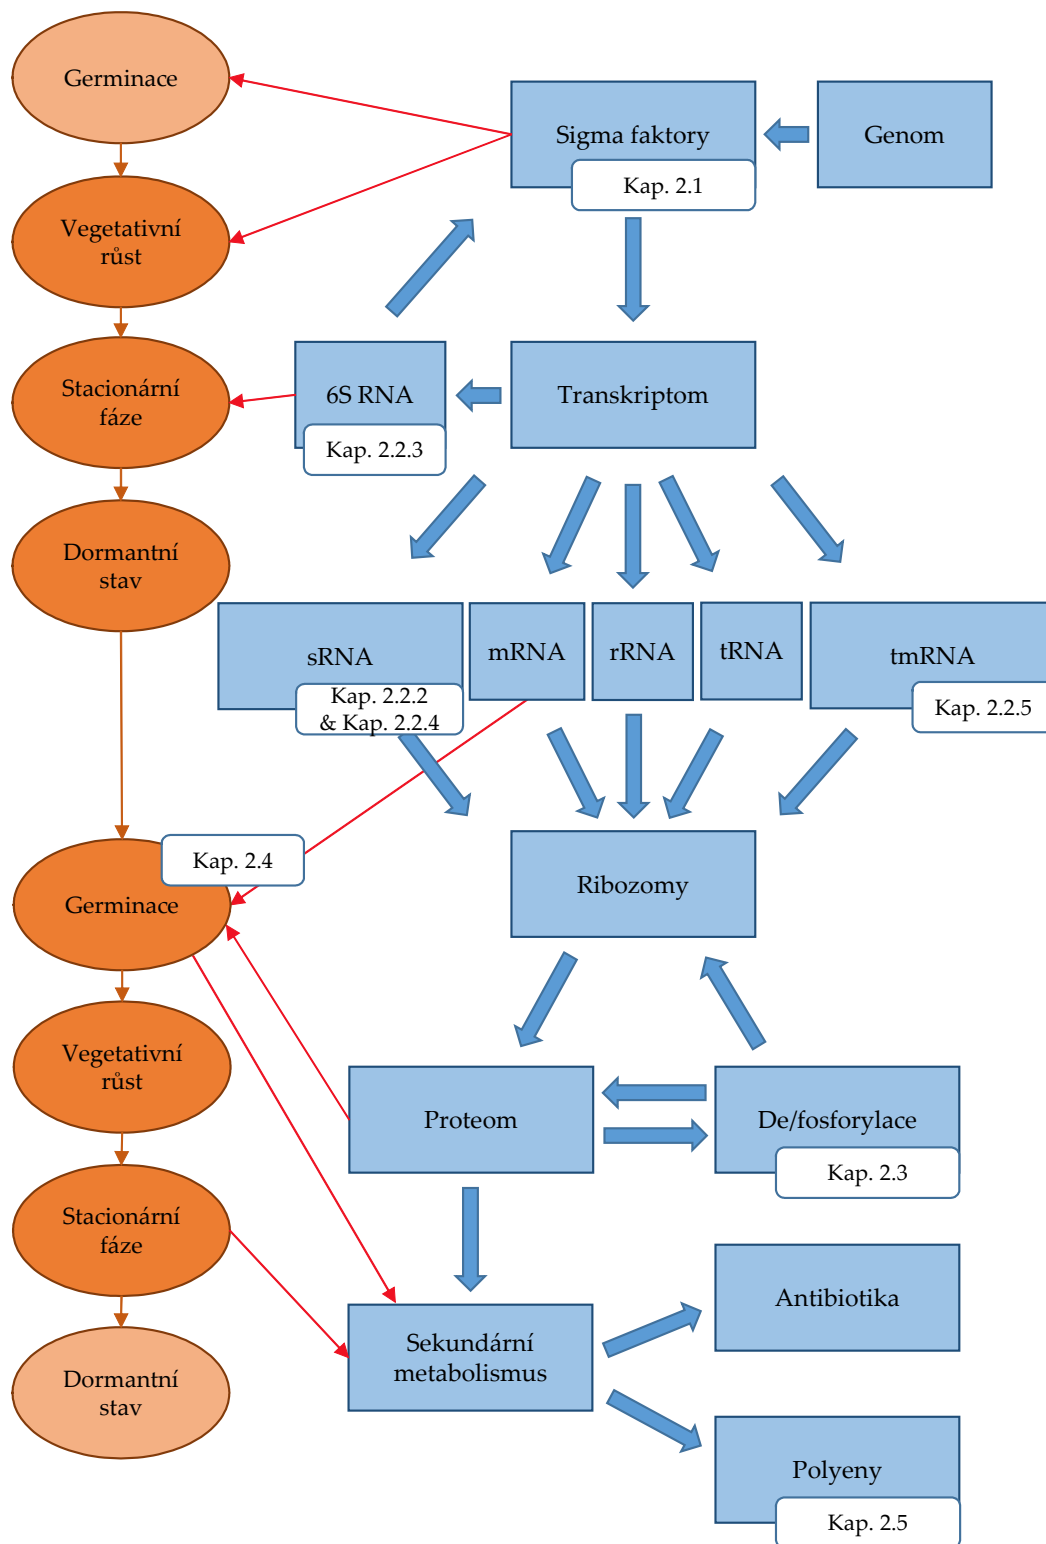 Germinace
Sigma faktory
Genom
Kap. 2.1
Vegetativní
růst
Stacionární
fáze
6S RNA
Transkriptom
Kap. 2.2.3
Dormantní
stav
sRNA
mRNA
rRNA
tRNA
tmRNA
Kap. 2.2.2
& Kap. 2.2.4
Kap. 2.2.5
Kap. 2.4
Germinace
Ribozomy
Vegetativní
růst
Proteom
De/fosforylace
Kap. 2.3
Stacionární
fáze
Antibiotika
Sekundární
metabolismus
Dormantní
stav
Polyeny
Kap. 2.5